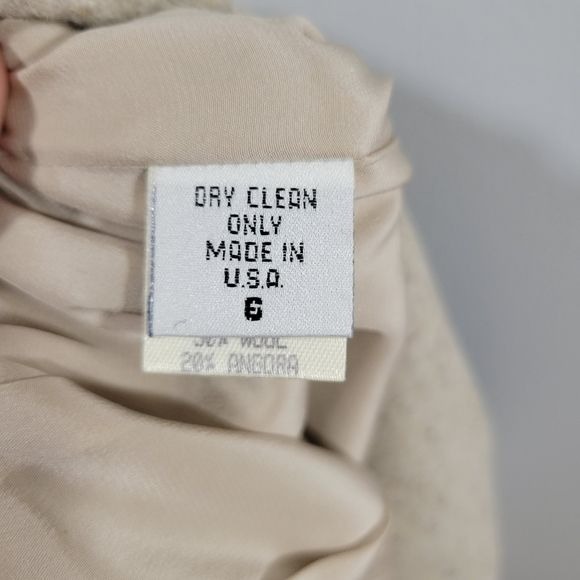 DRY CLEAN
ONLY
MADE IN
U.S.A.
6
WOOL
20% ANGORA